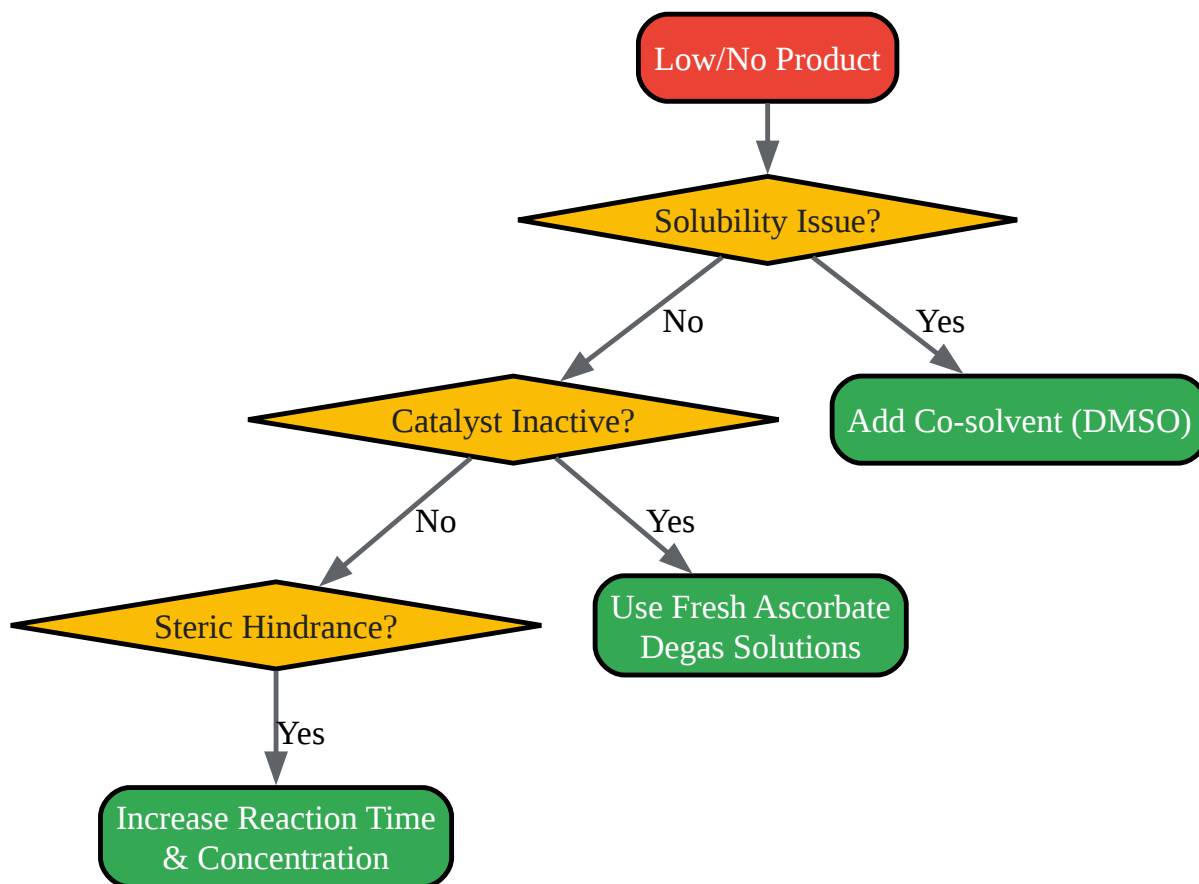 Low/No Product
Solubility Issue?
No
Yes
Catalyst Inactive?
Add Co-solvent (DMSO)
No
Yes
Steric Hindrance?
Use Fresh Ascorbate
Degas Solutions
Yes
Increase Reaction Time
& Concentration